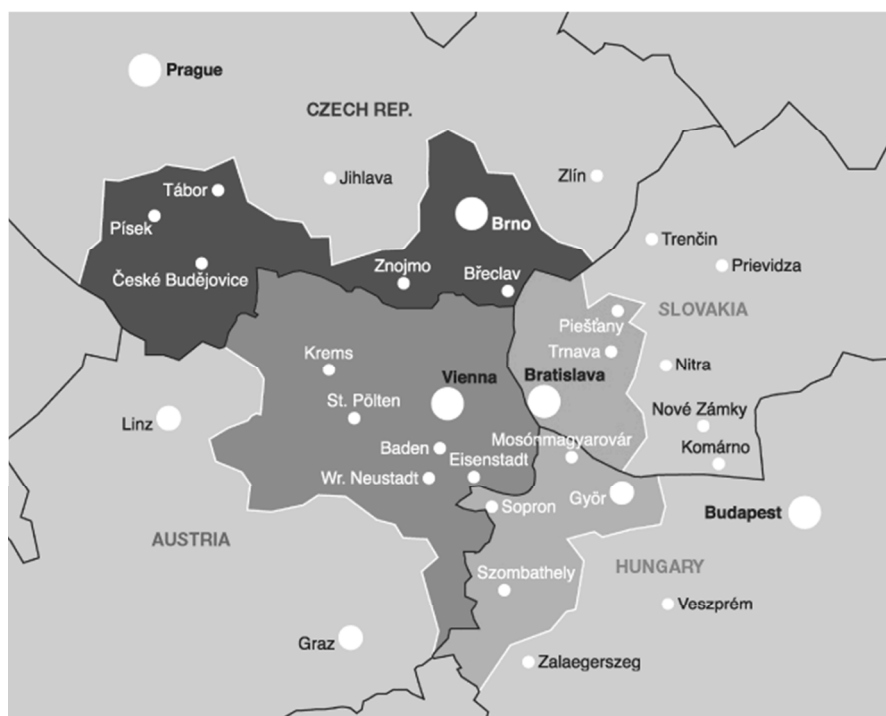 Prague
CZECH REP.
Jihlava
Zlín
Tábor
Písek
Brno
Trenčin
České Budějovice
Znojmo
Břeclav
Prievidza
Piešťany
SLOVAKIA
Trnava
Krems
Vienna
Bratislava
Nitra
St. Pölten
Linz
Nové Zámky
Mosónmagyarovár
Baden
Eisenstadt
Komárno
Wr. Neustadt
Győr
Sopron
Budapest
AUSTRIA
Szombathely
HUNGARY
Veszprém
Graz
Zalaegerszeg